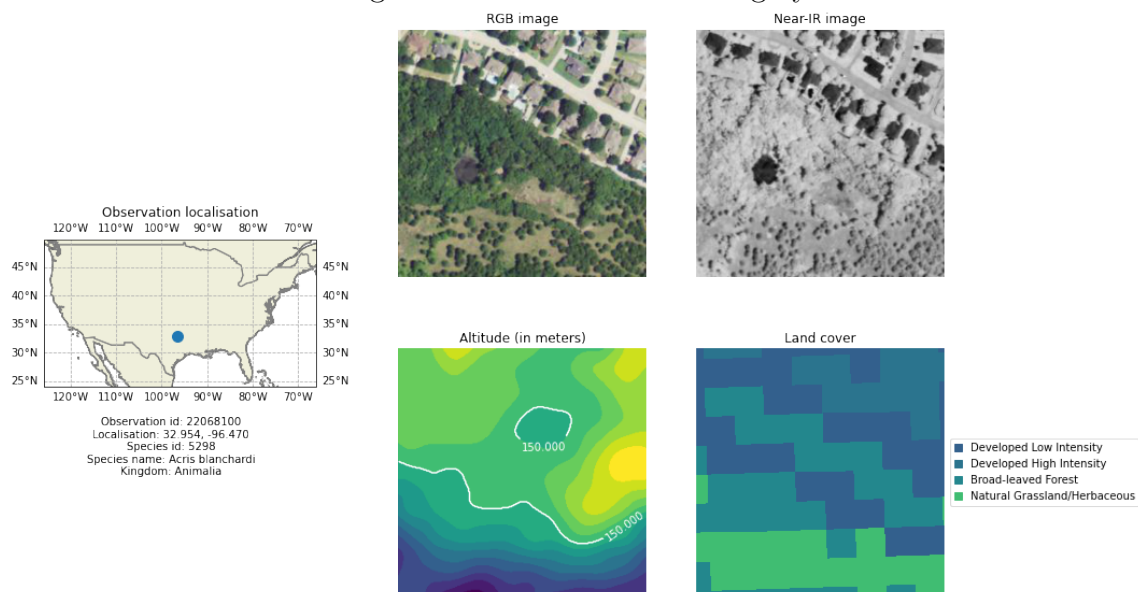 RGB image
Near-IR image
Observation localisation
120°W 110°W 100°W 90°W 80°W 70°W
45°N 45°N
40°N 40°N
35°N 35°N
30°N 30°N
25°N 25°N
120°W 110°W 100°W 90°W 80°W 70°W
Observation id: 22068100
Localisation: 32.954, -96.470
Species id: 5298
Species name: Acris blanchardi
Kingdom: Animalia
Altitude (in meters)
150.000
150.000
Land cover
Developed Low Intensity
Developed High Intensity
Broad-leaved Forest
Natural Grassland/Herbaceous